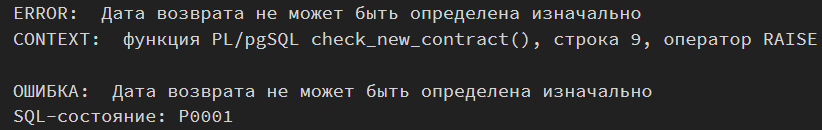 ERROR:  Дата возврата не может быть определена изначально
CONTEXT:  функция PL/pgSQL check_new_contract(), строка 9, оператор RAISE
ОШИБКА:  Дата возврата не может быть определена изначально
SQL-состояние: P0001